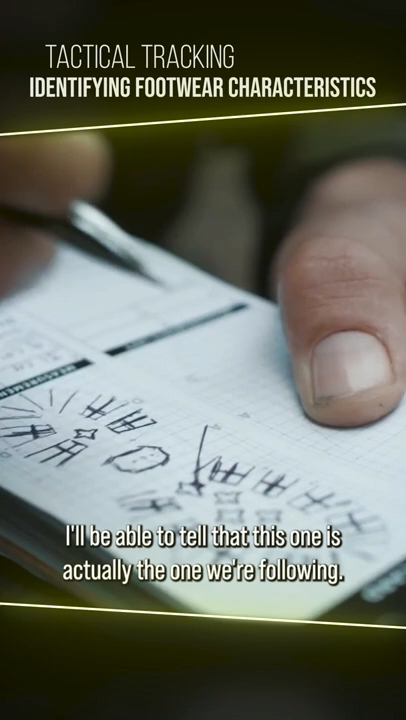 TACTICAL TRACKING
IDENTIFYING FOOTWEAR CHARACTERISTICS
MEASUREMENT
I'll be able to tell that this one is
actually the one we're following.